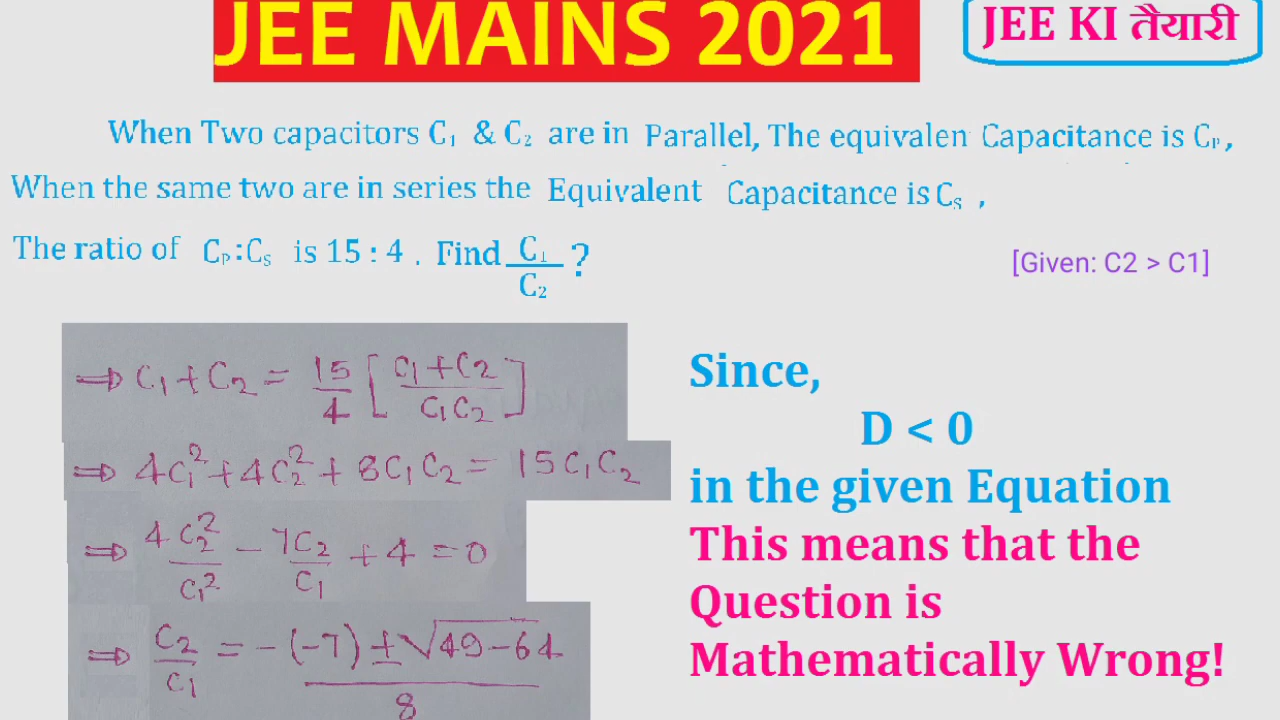 JEE MAINS 2021
JEE KI तैयारी
When Two capacitors C₁ & C₂ are in Parallel, The equivalen Capacitance is Cₚ,
When the same two are in series the Equivalent Capacitance is Cₛ ,
The ratio of Cₚ:Cₛ is 15 : 4 . Find C₁/C₂ ?
[Given: C2 > C1]
⇒ C₁ + C₂ = 15/4 [ (C₁ + C₂)/(C₁C₂) ]
⇒ 4C₁² + 4C₂² + 8C₁C₂ = 15C₁C₂
⇒ 4C₂²/C₁² - 7C₂/C₁ + 4 = 0
⇒ C₂/C₁ = -(-7) ± √49-64 / 8
Since,
D < 0
in the given Equation
This means that the
Question is
Mathematically Wrong!